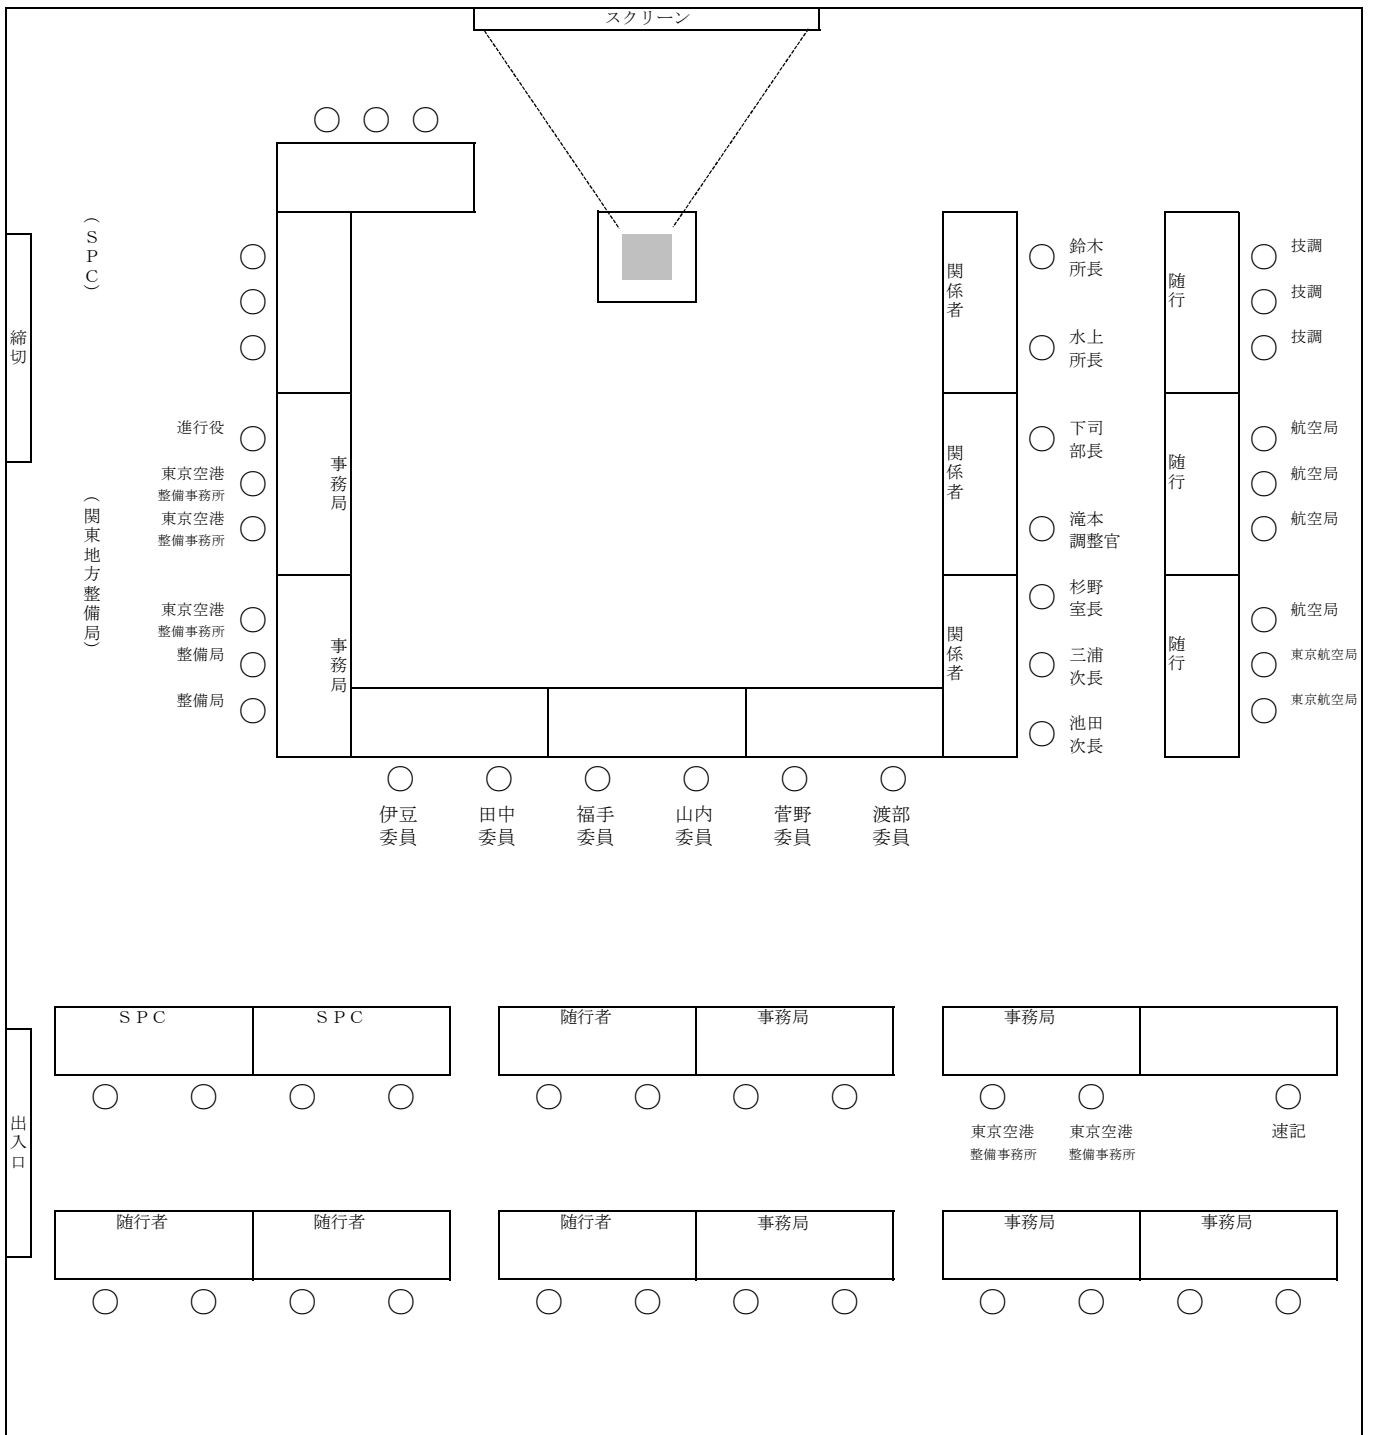 スクリーン
（ＳＰＣ）
締切
（関東地方整備局）
進行役
東京空港
整備事務所
東京空港
整備事務所
東京空港
整備事務所
整備局
整備局
事務局
事務局
関係者
関係者
関係者
鈴木
所長
水上
所長
下司
部長
滝本
調整官
杉野
室長
三浦
次長
池田
次長
随行
随行
随行
技調
技調
技調
航空局
航空局
航空局
航空局
東京航空局
東京航空局
伊豆
委員
田中
委員
福手
委員
山内
委員
菅野
委員
渡部
委員
出入口
ＳＰＣ
ＳＰＣ
随行者
事務局
事務局
東京空港
整備事務所
東京空港
整備事務所
速記
随行者
随行者
随行者
事務局
事務局
事務局